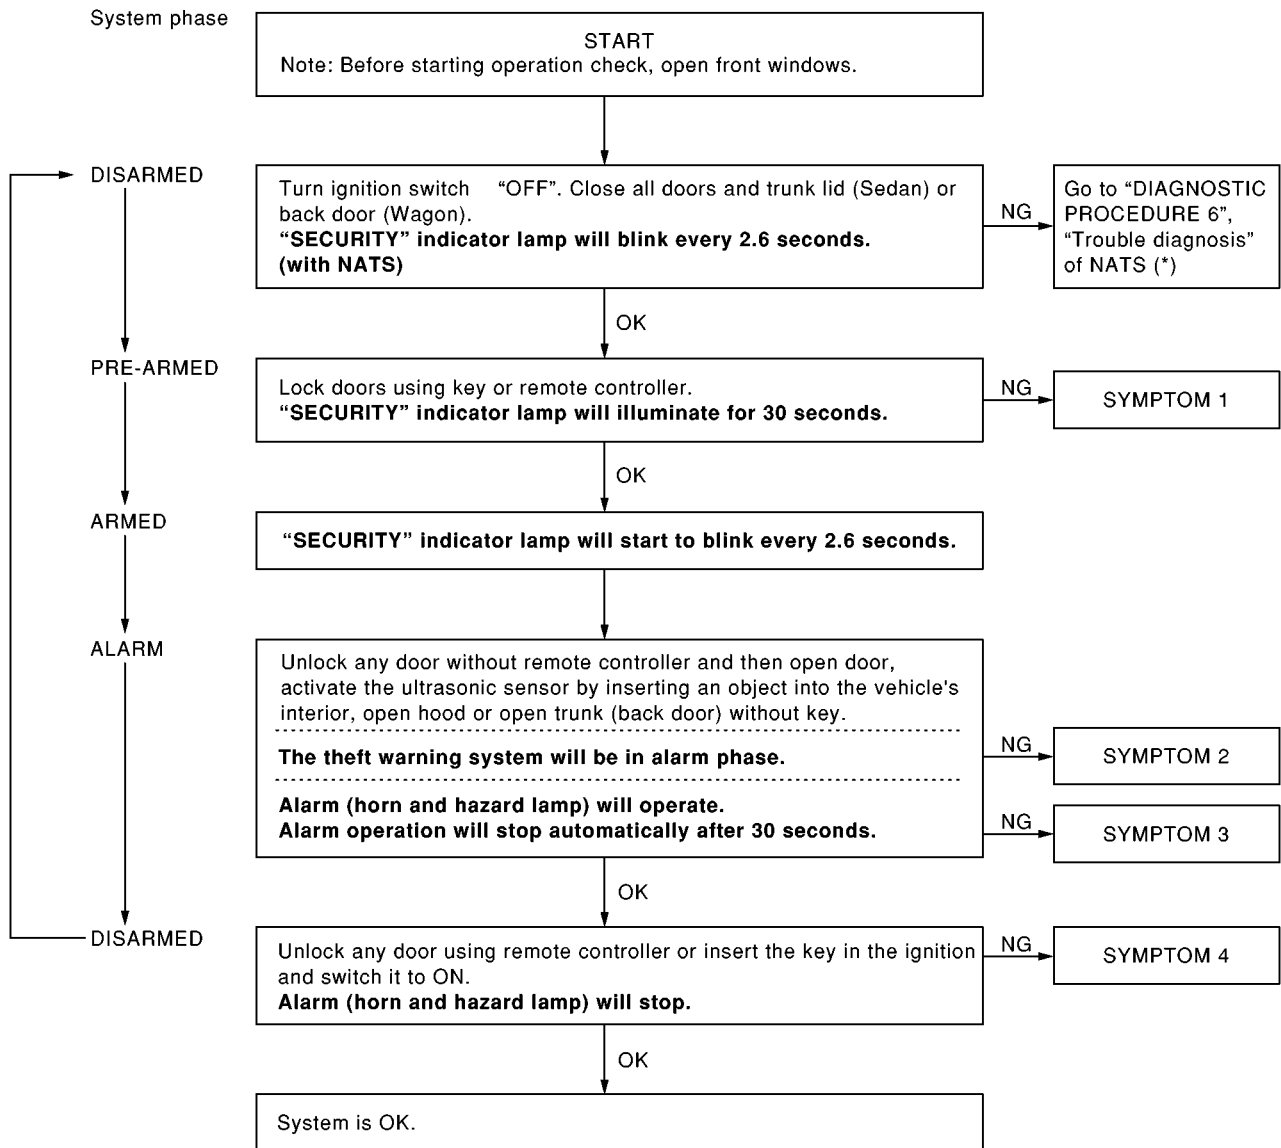 System phase
START
Note: Before starting operation check, open front windows.
DISARMED
Turn ignition switch “OFF”. Close all doors and trunk lid (Sedan) or
back door (Wagon).
“SECURITY” indicator lamp will blink every 2.6 seconds.
(with NATS)
NG
Go to “DIAGNOSTIC
PROCEDURE 6”,
“Trouble diagnosis”
of NATS (*)
OK
PRE-ARMED
Lock doors using key or remote controller.
“SECURITY” indicator lamp will illuminate for 30 seconds.
NG
SYMPTOM 1
OK
ARMED
“SECURITY” indicator lamp will start to blink every 2.6 seconds.
ALARM
Unlock any door without remote controller and then open door,
activate the ultrasonic sensor by inserting an object into the vehicle's
interior, open hood or open trunk (back door) without key.
The theft warning system will be in alarm phase.
NG
SYMPTOM 2
Alarm (horn and hazard lamp) will operate.
Alarm operation will stop automatically after 30 seconds.
NG
SYMPTOM 3
OK
DISARMED
Unlock any door using remote controller or insert the key in the ignition
and switch it to ON.
Alarm (horn and hazard lamp) will stop.
NG
SYMPTOM 4
OK
System is OK.